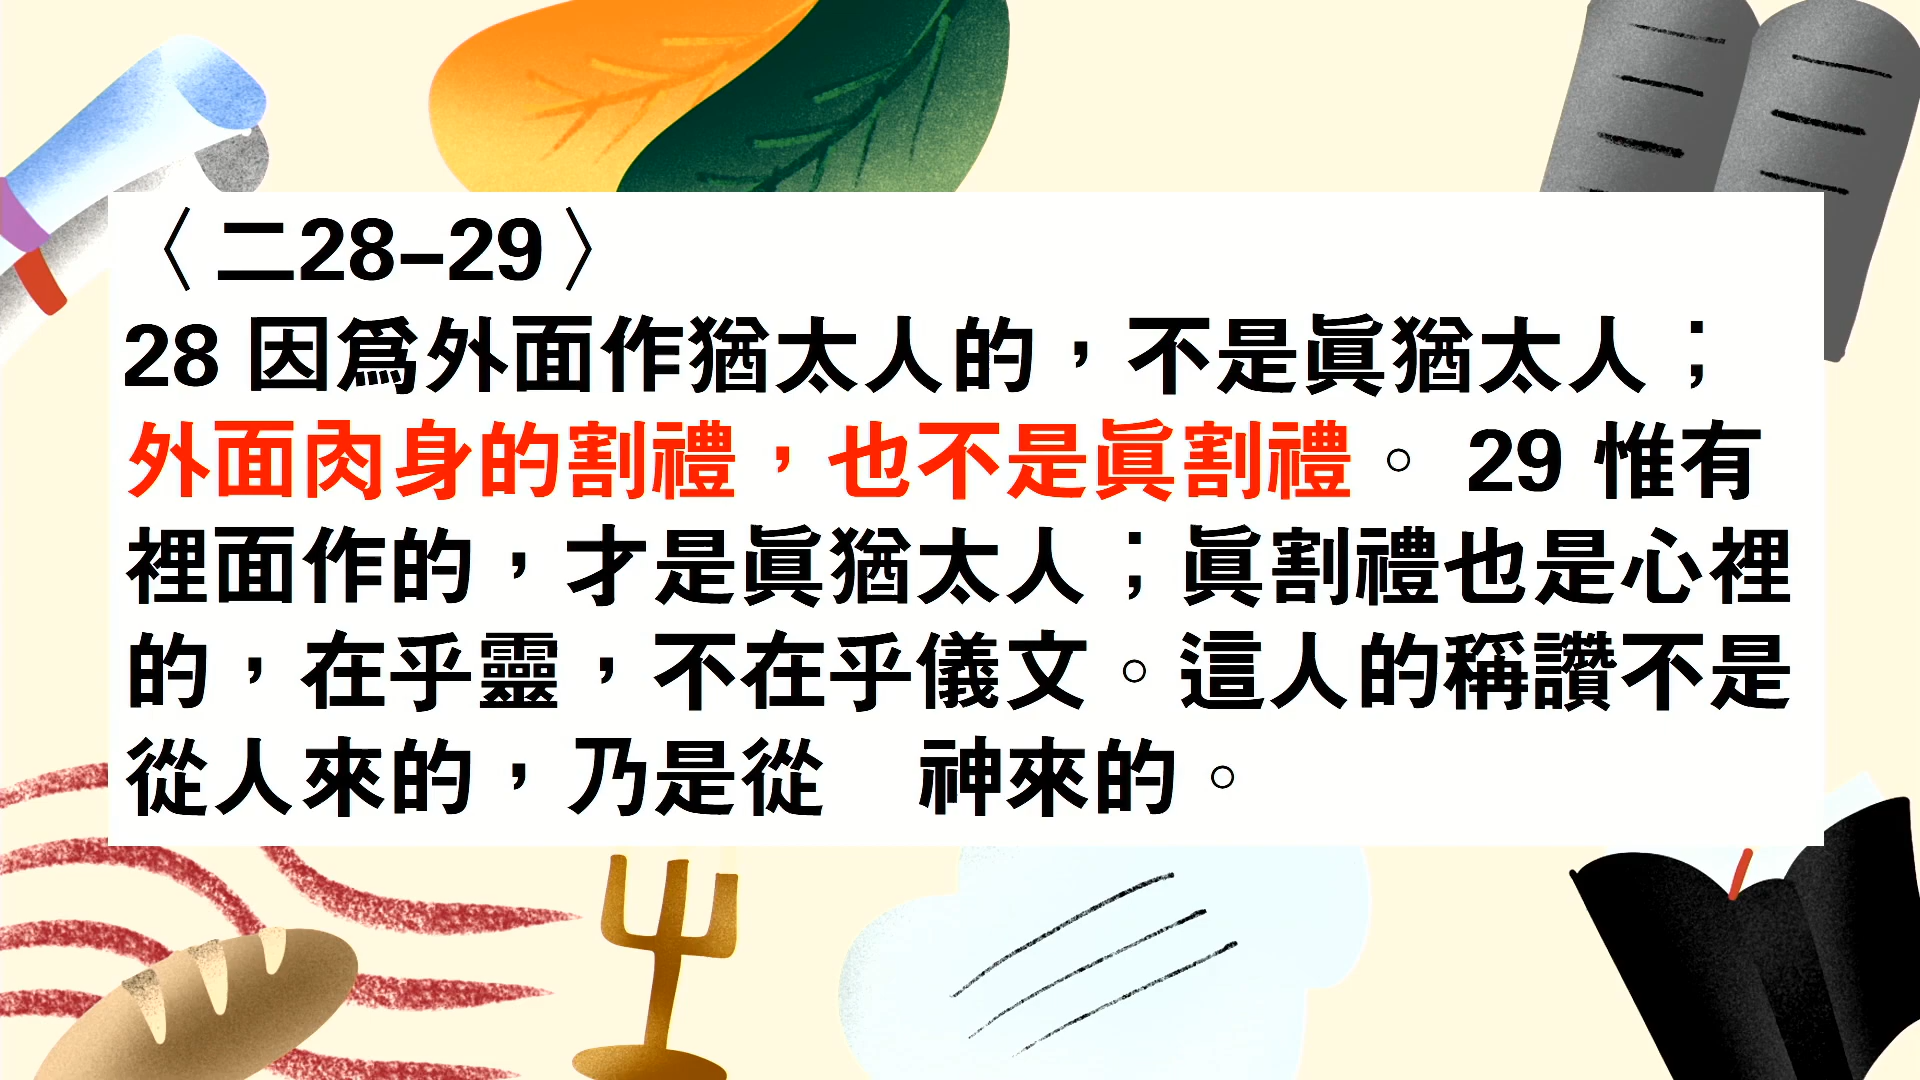 〈二28–29〉
28 因爲外面作猶太人的，不是眞猶太人；
外面肉身的割禮，也不是眞割禮。 29 惟有
裡面作的，才是眞猶太人；眞割禮也是心裡
的，在乎靈，不在乎儀文。這人的稱讚不是
從人來的，乃是從　神來的。